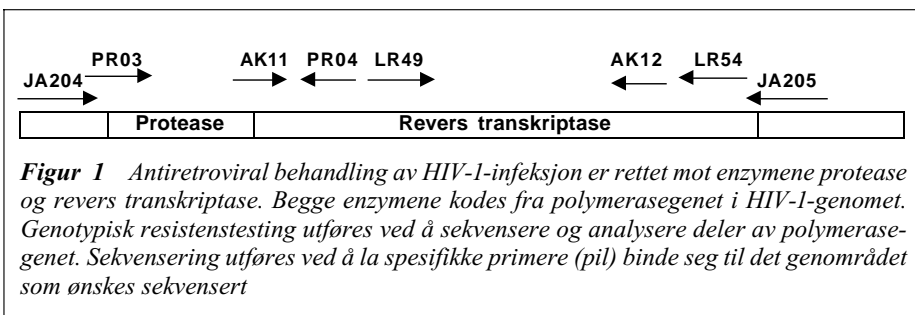 PR03 AK11 PR04 LR49 AK12 LR54
JA204 JA205
Protease Revers transkriptase
Figur 1 Antiretroviral behandling av HIV-1-infeksjon er rettet mot enzymene protease
og revers transkriptase. Begge enzymene kodes fra polymerasegenet i HIV-1-genomet.
Genotypisk resistenstesting utføres ved å sekvensere og analysere deler av polymerase-
genet. Sekvensering utføres ved å la spesifikke primere (pil) binde seg til det genområdet
som ønskes sekvensert